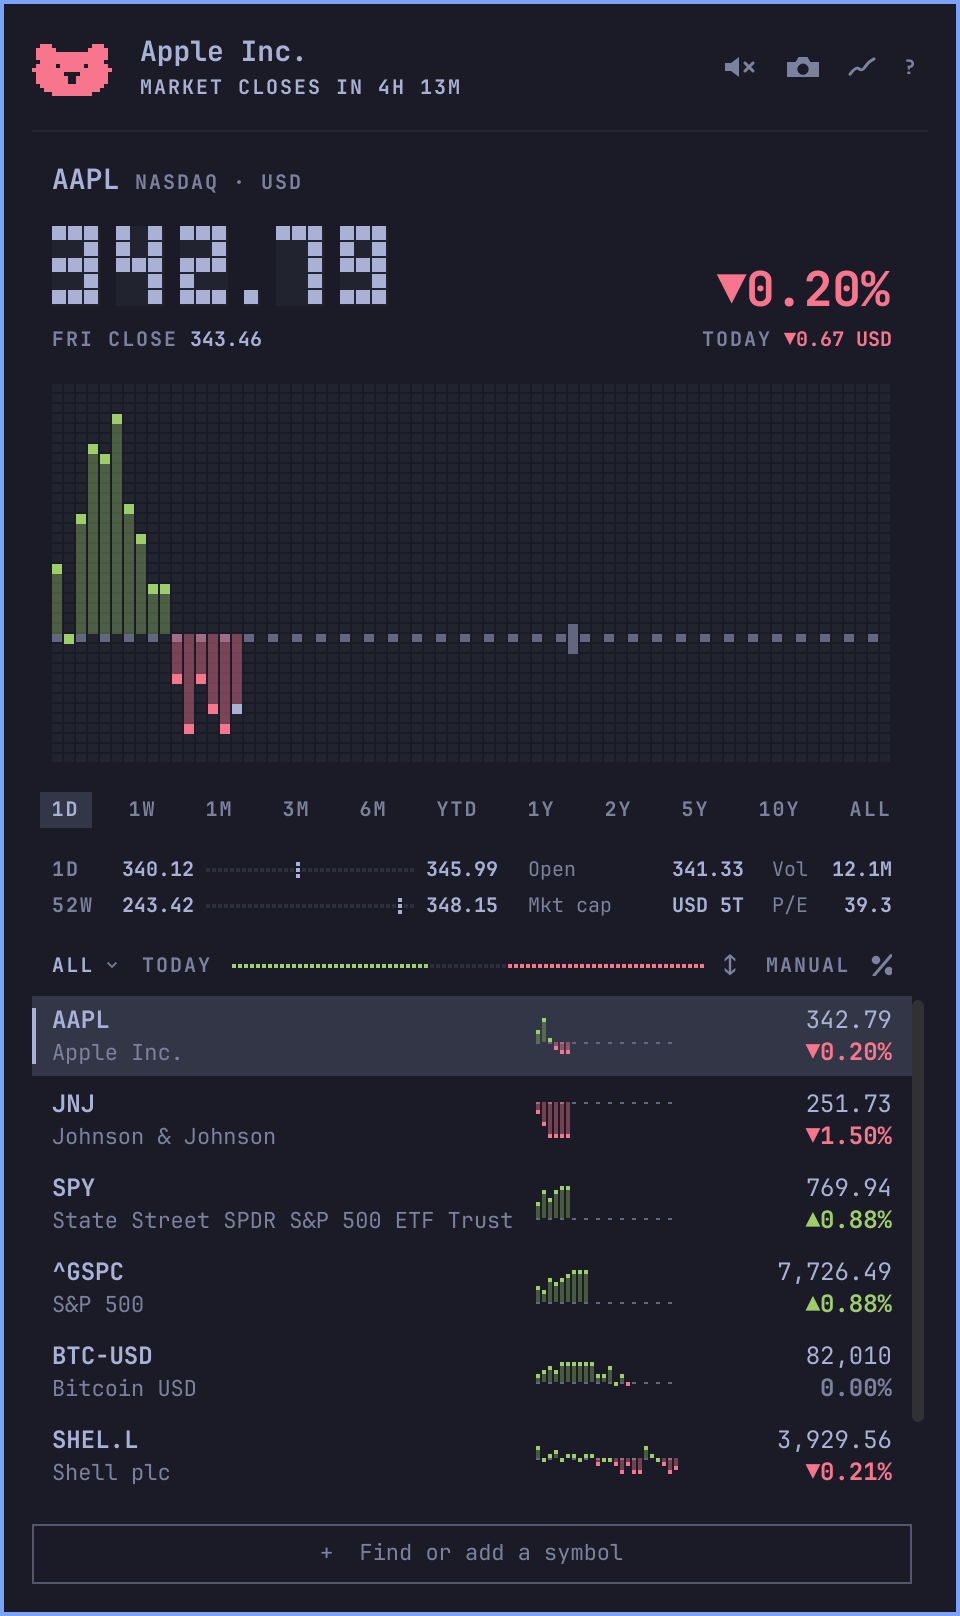 Apple Inc.
MARKET CLOSES IN 4H 13M
?
AAPL NASDAQ · USD
342.79
▼0.20%
FRI CLOSE 343.46
TODAY ▼0.67 USD
1D 1W 1M 3M 6M YTD 1Y 2Y 5Y 10Y ALL
1D 340.12 345.99 Open 341.33 Vol 12.1M
52W 243.42 348.15 Mkt cap USD 5T P/E 39.3
ALL TODAY MANUAL %
AAPL 342.79
Apple Inc. ▼0.20%
JNJ 251.73
Johnson & Johnson ▼1.50%
SPY 769.94
State Street SPDR S&P 500 ETF Trust ▲0.88%
^GSPC 7,726.49
S&P 500 ▲0.88%
BTC-USD 82,010
Bitcoin USD 0.00%
SHEL.L 3,929.56
Shell plc ▼0.21%
+ Find or add a symbol